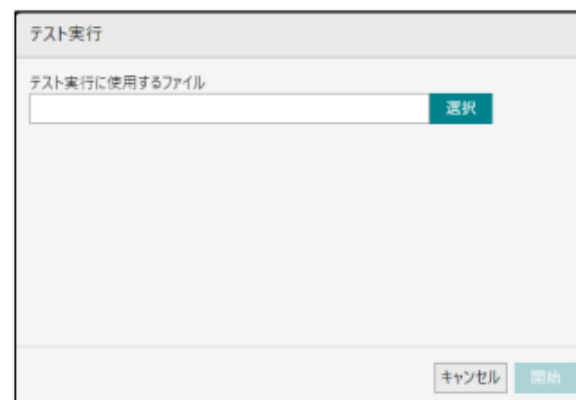 テスト実行
テスト実行に使用するファイル
選択
キャンセル 開始